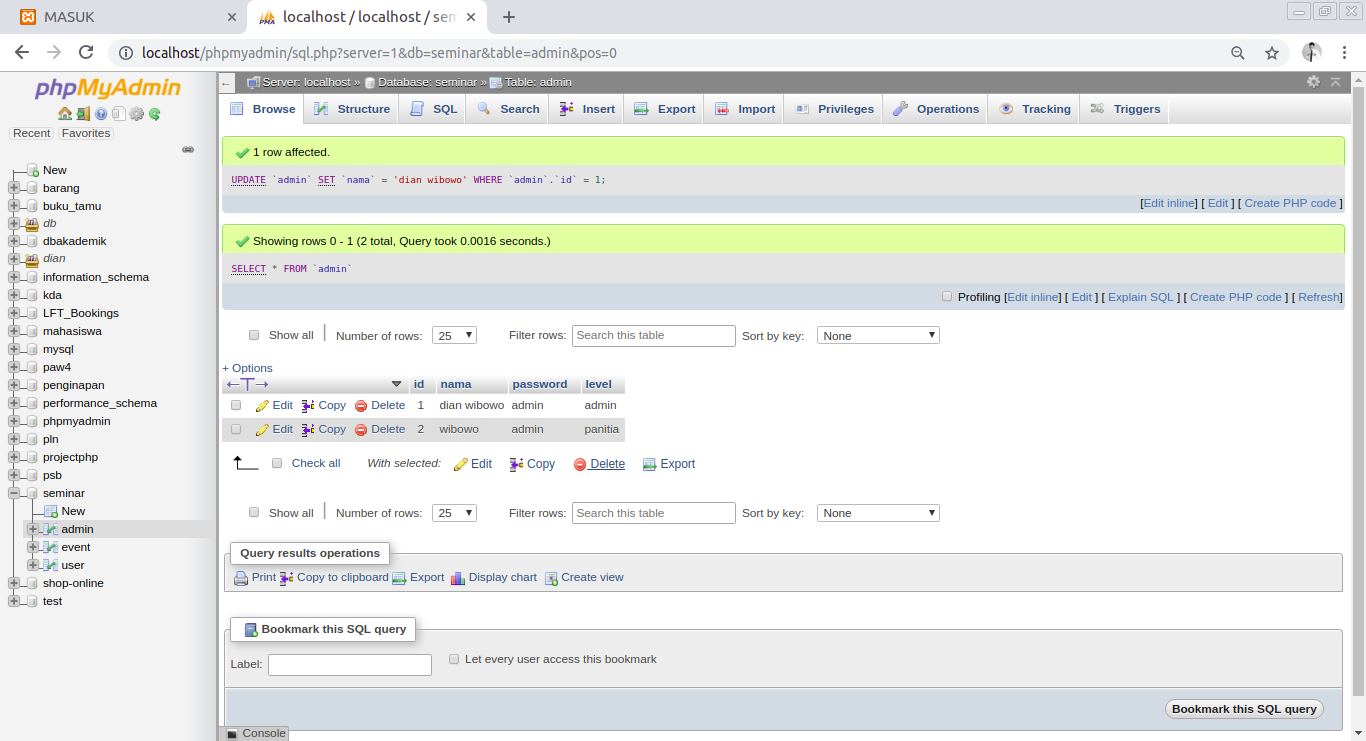 MASUK
localhost / localhost / sem
localhost/phpmyadmin/sql.php?server=1&db=seminar&table=admin&pos=0
phpMyAdmin
Recent Favorites
New
barang
buku_tamu
db
dbakademik
dian
information_schema
kda
LFT_Bookings
mahasiswa
mysql
paw4
penginapan
performance_schema
phpmyadmin
pln
projectphp
psb
seminar
New
admin
event
user
shop-online
test
Server: localhost » Database: seminar » Table: admin
Browse Structure SQL Search Insert Export Import Privileges Operations Tracking Triggers
1 row affected.
UPDATE `admin` SET `nama` = 'dian wibowo' WHERE `admin`.`id` = 1;
[Edit inline] [ Edit ] [ Create PHP code ]
Showing rows 0 - 1 (2 total, Query took 0.0016 seconds.)
SELECT * FROM `admin`
Profiling [Edit inline] [ Edit ] [ Explain SQL ] [ Create PHP code ] [ Refresh]
Show all Number of rows: 25 Filter rows: Search this table Sort by key: None
+ Options
←T→ id nama password level
Edit Copy Delete 1 dian wibowo admin admin
Edit Copy Delete 2 wibowo admin panitia
Check all With selected: Edit Copy Delete Export
Show all Number of rows: 25 Filter rows: Search this table Sort by key: None
Query results operations
Print Copy to clipboard Export Display chart Create view
Bookmark this SQL query
Label: Let every user access this bookmark
Bookmark this SQL query
Console